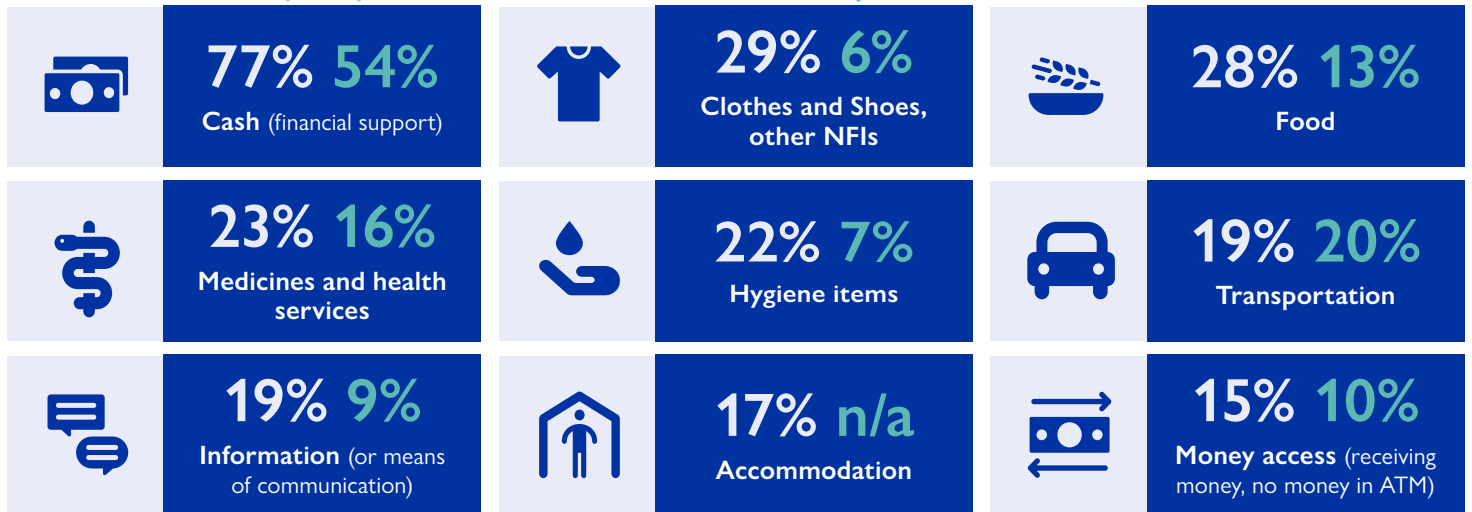 77% 54%
Cash (financial support)
29% 6%
Clothes and Shoes,
other NFIs
28% 13%
Food
23% 16%
Medicines and health
services
22% 7%
Hygiene items
19% 20%
Transportation
19% 9%
Information (or means
of communication)
17% n/a
Accommodation
15% 10%
Money access (receiving
money, no money in ATM)